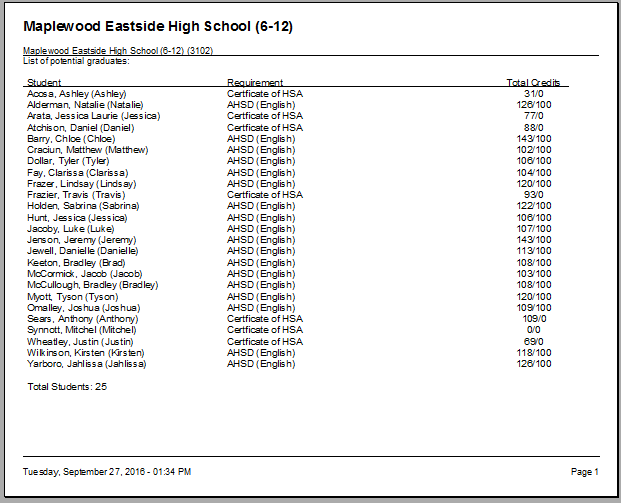 Maplewood Eastside High School (6-12)
Maplewood Eastside High School (6-12) (3102)
List of potential graduates:
Student Requirement Total Credits
Acosa, Ashley (Ashley) Certficate of HSA 31/0
Alderman, Natalie (Natalie) AHSD (English) 126/100
Arata, Jessica Laurie (Jessica) Certficate of HSA 77/0
Atchison, Daniel (Daniel) Certficate of HSA 88/0
Barry, Chloe (Chloe) AHSD (English) 143/100
Craciun, Matthew (Matthew) AHSD (English) 102/100
Dollar, Tyler (Tyler) AHSD (English) 106/100
Fay, Clarissa (Clarissa) AHSD (English) 104/100
Frazer, Lindsay (Lindsay) AHSD (English) 120/100
Frazier, Travis (Travis) Certficate of HSA 93/0
Holden, Sabrina (Sabrina) AHSD (English) 122/100
Hunt, Jessica (Jessica) AHSD (English) 106/100
Jacoby, Luke (Luke) AHSD (English) 107/100
Jenson, Jeremy (Jeremy) AHSD (English) 143/100
Jewell, Danielle (Danielle) AHSD (English) 113/100
Keeton, Bradley (Brad) AHSD (English) 108/100
McCormick, Jacob (Jacob) AHSD (English) 103/100
McCullough, Bradley (Bradley) AHSD (English) 108/100
Myott, Tyson (Tyson) AHSD (English) 120/100
Omalley, Joshua (Joshua) AHSD (English) 109/100
Sears, Anthony (Anthony) Certficate of HSA 109/0
Synnott, Mitchel (Mitchel) Certficate of HSA 0/0
Wheatley, Justin (Justin) Certficate of HSA 69/0
Wilkinson, Kirsten (Kirsten) AHSD (English) 118/100
Yarboro, Jahlissa (Jahlissa) AHSD (English) 126/100
Total Students: 25
Tuesday, September 27, 2016 - 01:34 PM Page 1